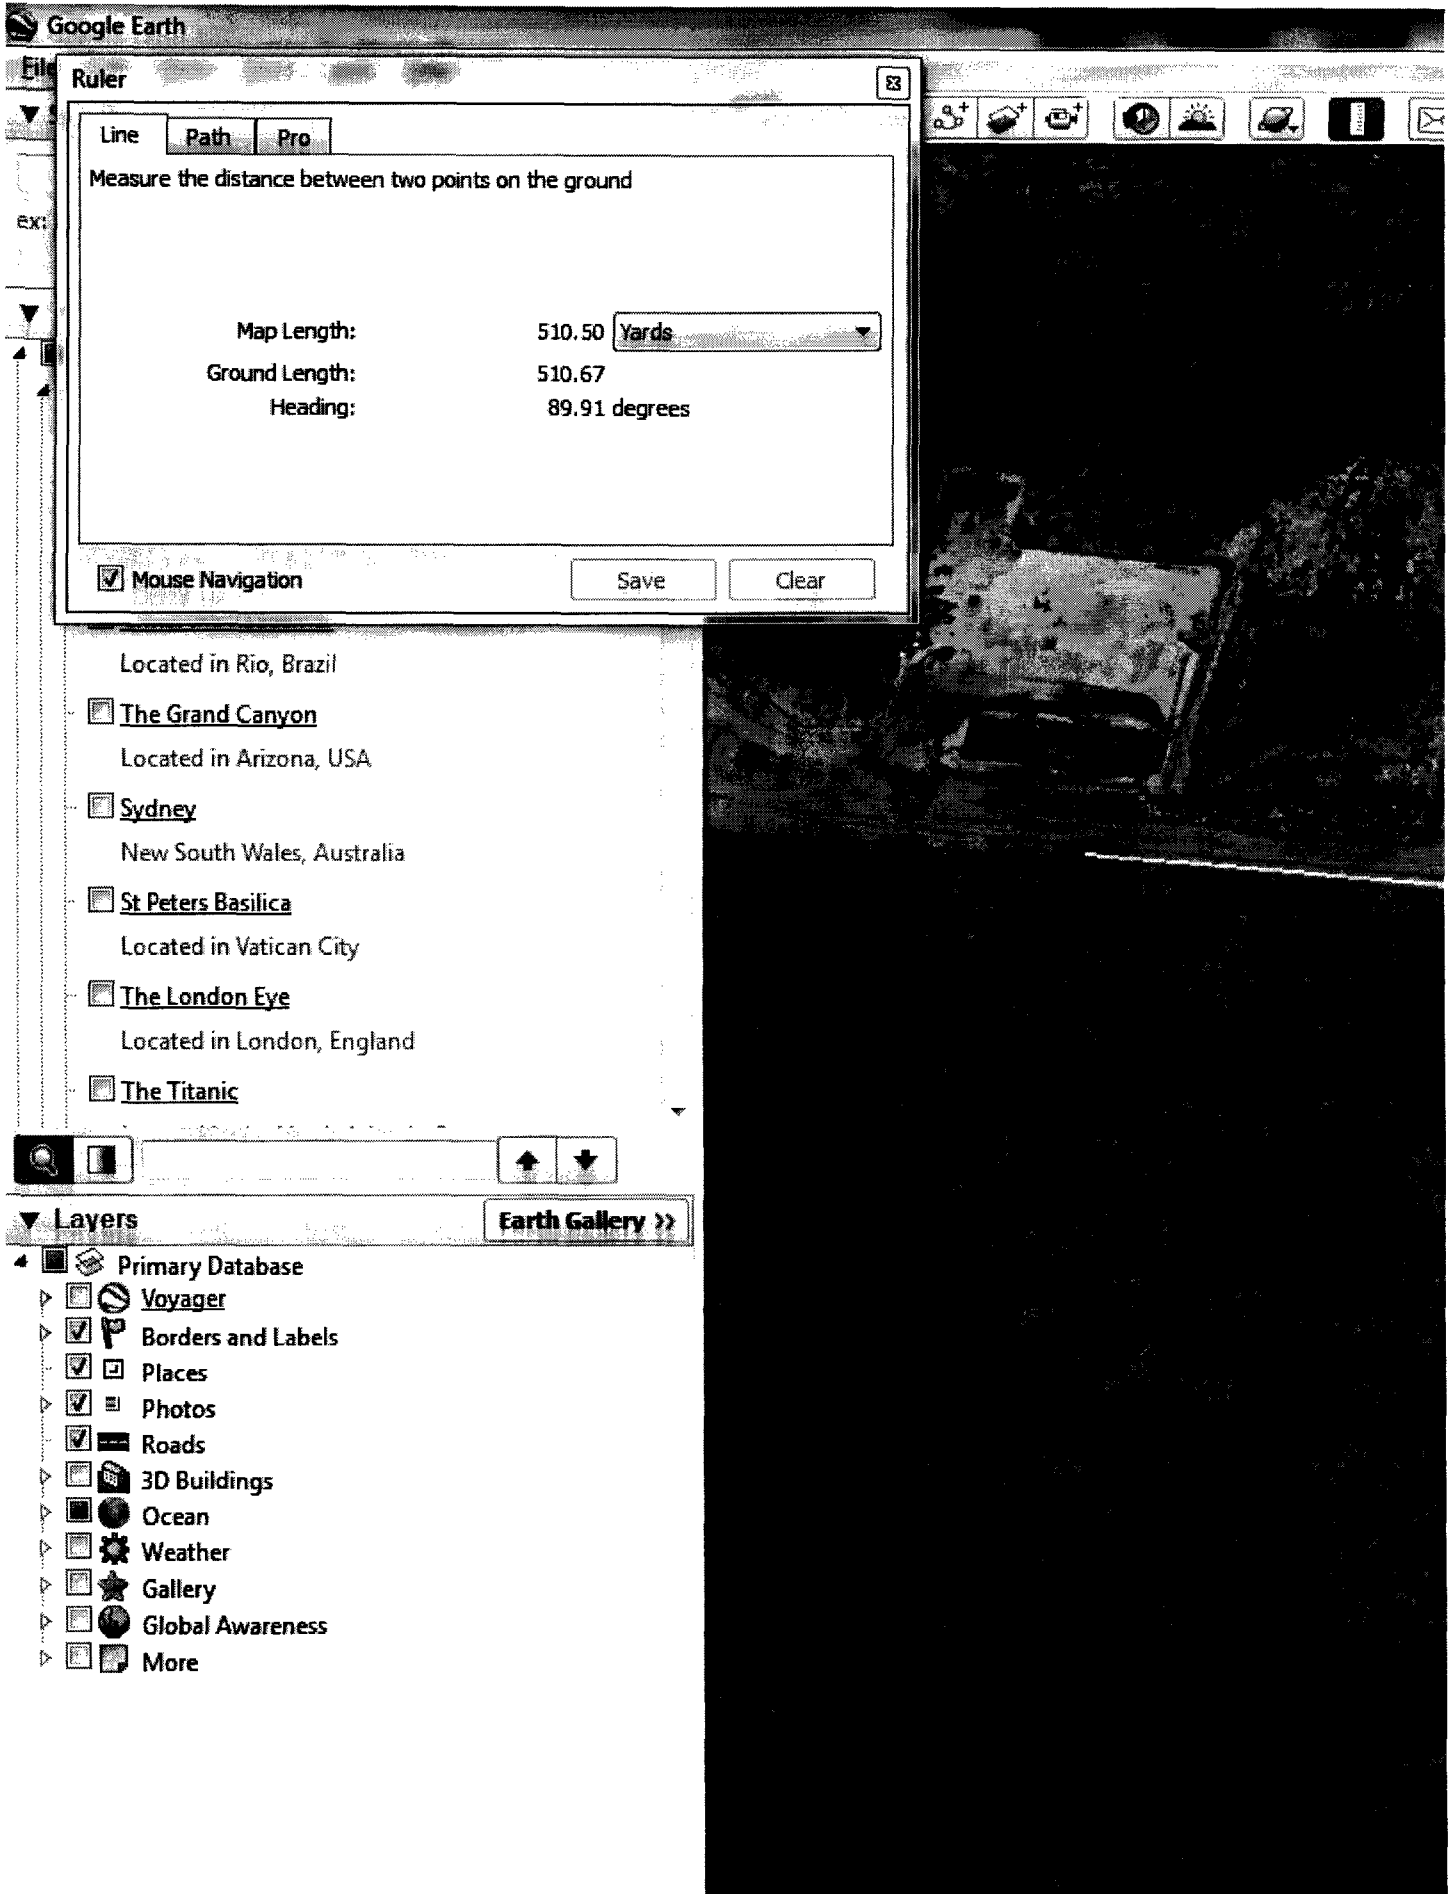 Google Earth
File
Ruler
Line Path Pro
Measure the distance between two points on the ground
ex:
Map Length: 510.50 Yards
Ground Length: 510.67
Heading: 89.91 degrees
Mouse Navigation Save Clear
Located in Rio, Brazil
The Grand Canyon
Located in Arizona, USA
Sydney
New South Wales, Australia
St Peters Basilica
Located in Vatican City
The London Eye
Located in London, England
The Titanic
Layers Earth Gallery >>
Primary Database
Voyager
Borders and Labels
Places
Photos
Roads
3D Buildings
Ocean
Weather
Gallery
Global Awareness
More